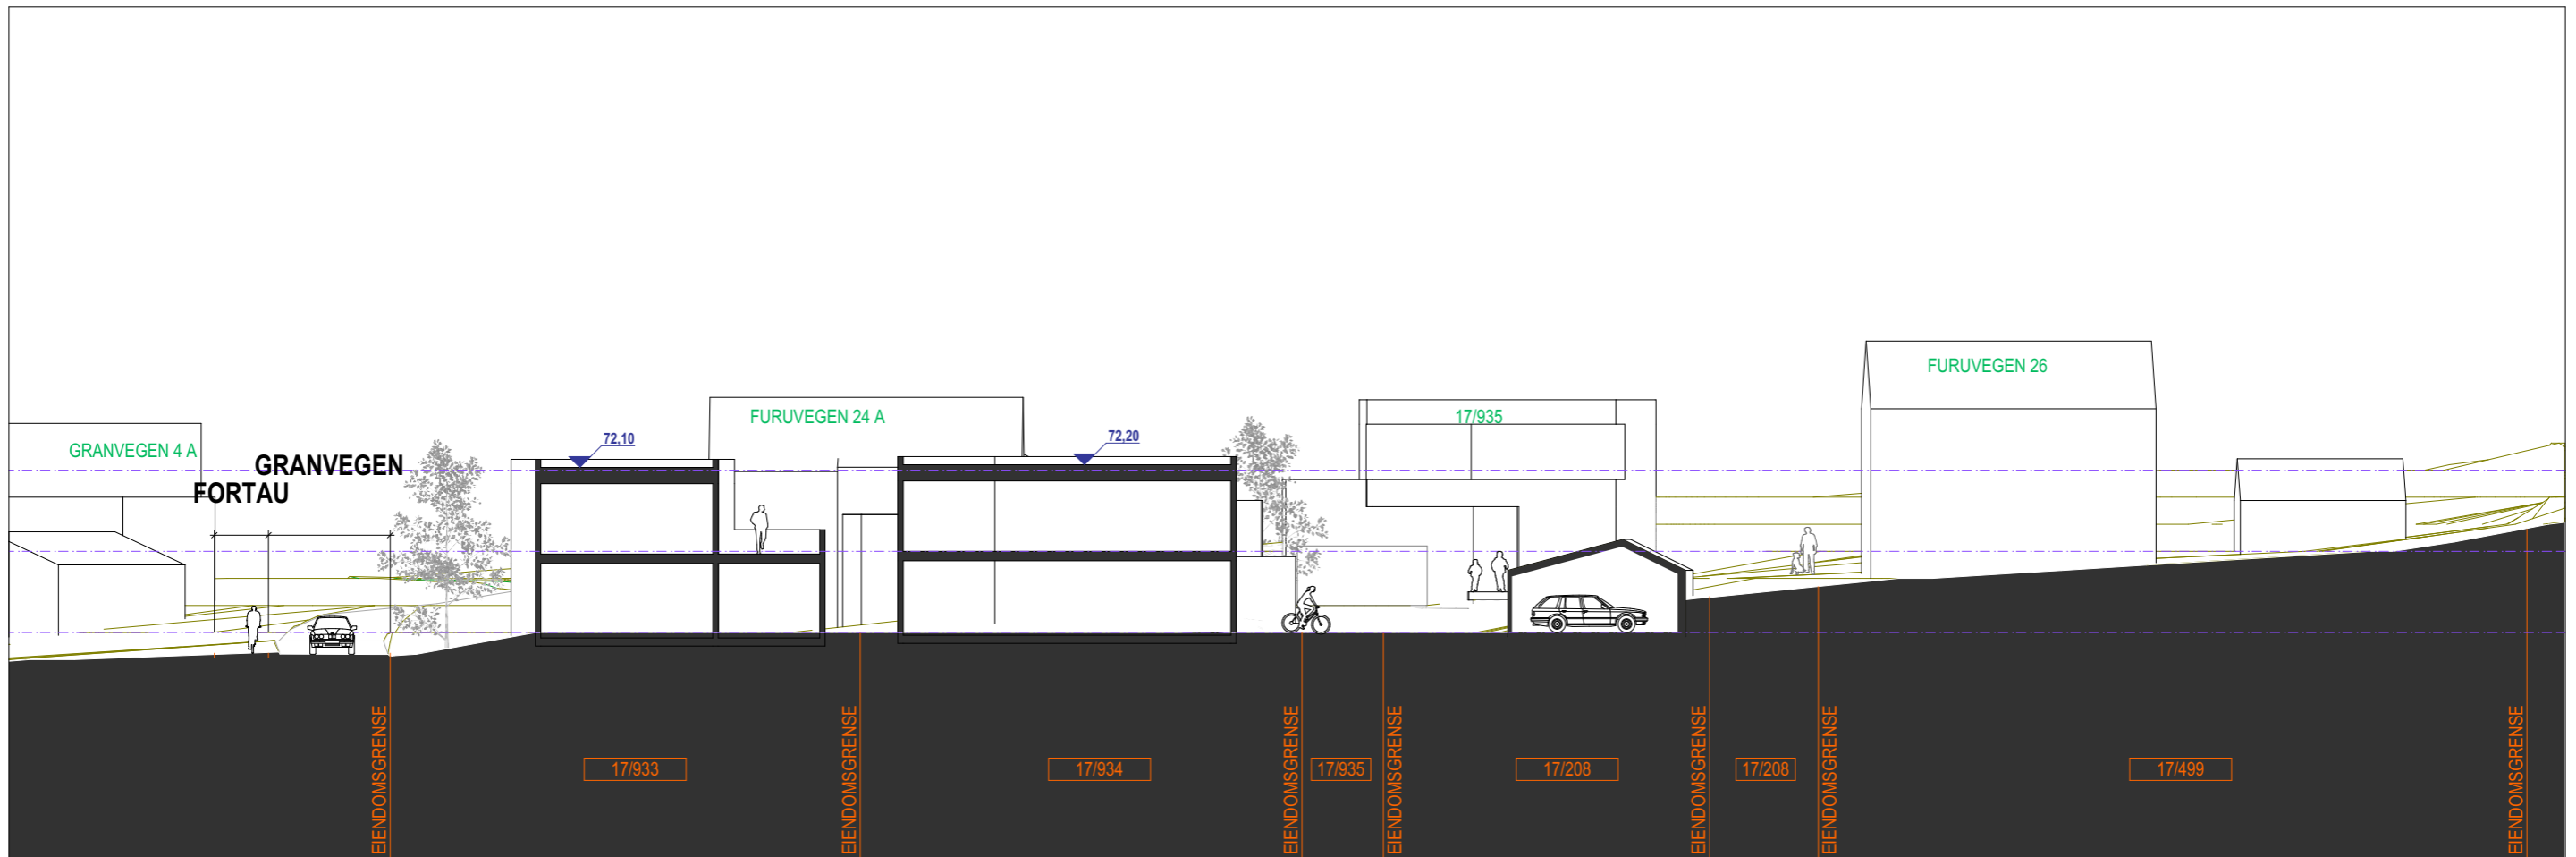 FURUVEGEN 26
FURUVEGEN 24 A
17/935
72,10
72,20
GRANVEGEN 4 A
GRANVEGEN
FORTAU
EIENDOMSGRENSE
17/933
EIENDOMSGRENSE
17/934
EIENDOMSGRENSE
17/935
EIENDOMSGRENSE
17/208
EIENDOMSGRENSE
17/208
EIENDOMSGRENSE
17/499
EIENDOMSGRENSE